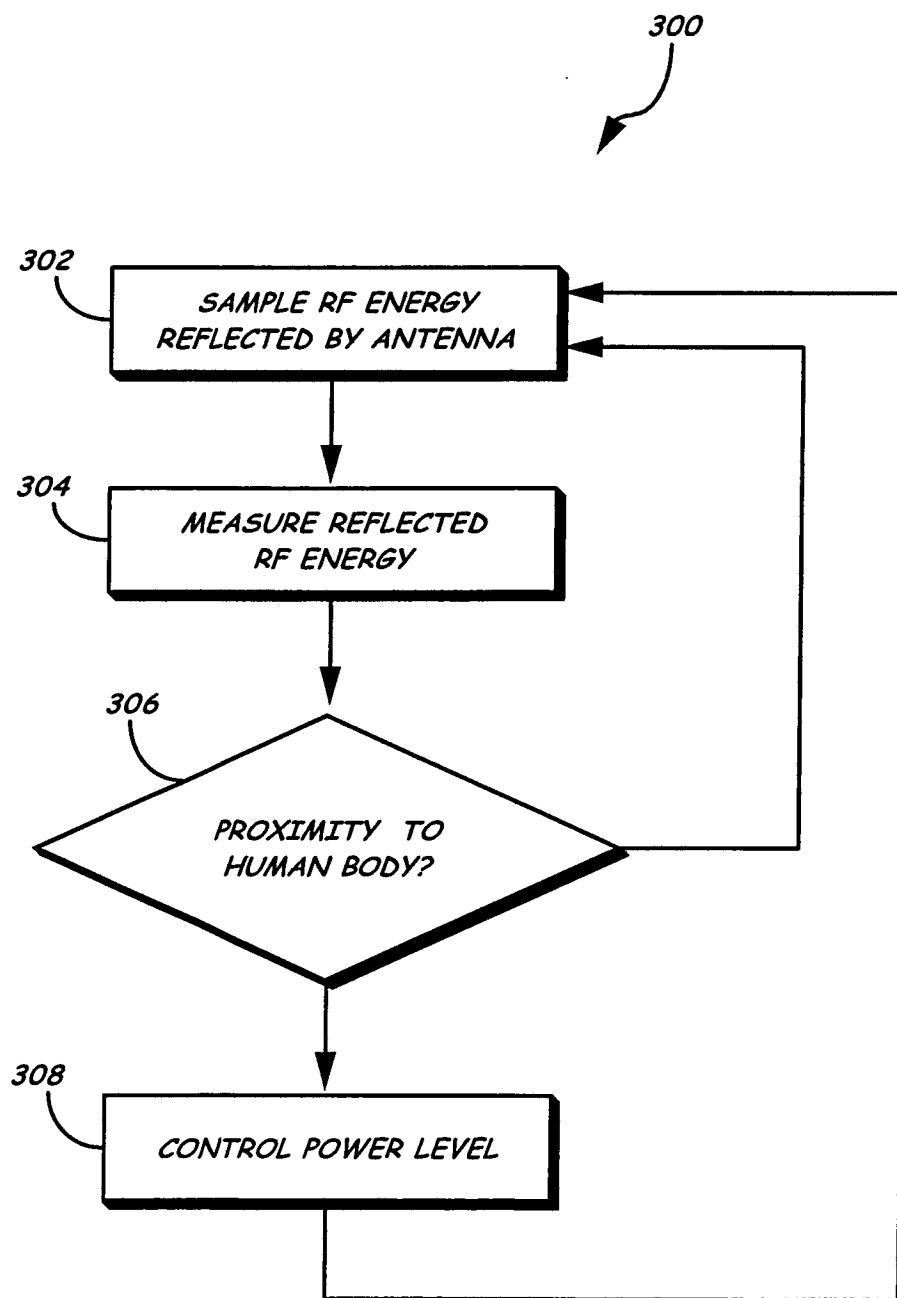 300
302
SAMPLE RF ENERGY
REFLECTED BY ANTENNA
304
MEASURE REFLECTED
RF ENERGY
306
PROXIMITY TO
HUMAN BODY?
308
CONTROL POWER LEVEL